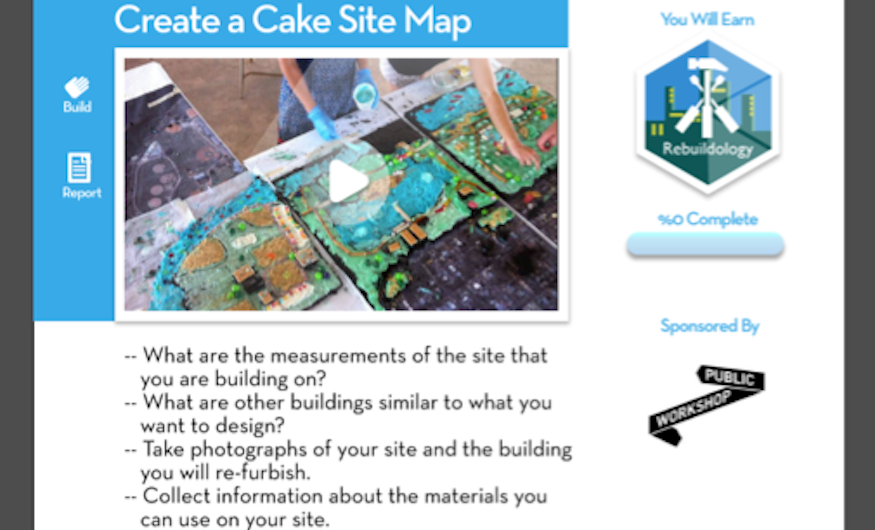 Create a Cake Site Map
Build
Report
-- What are the measurements of the site that
you are building on?
-- What are other buildings similar to what you
want to design?
-- Take photographs of your site and the building
you will re-furbish.
-- Collect information about the materials you
can use on your site.
You Will Earn
Rebuildology
%0 Complete
Sponsored By
PUBLIC
WORKSHOP